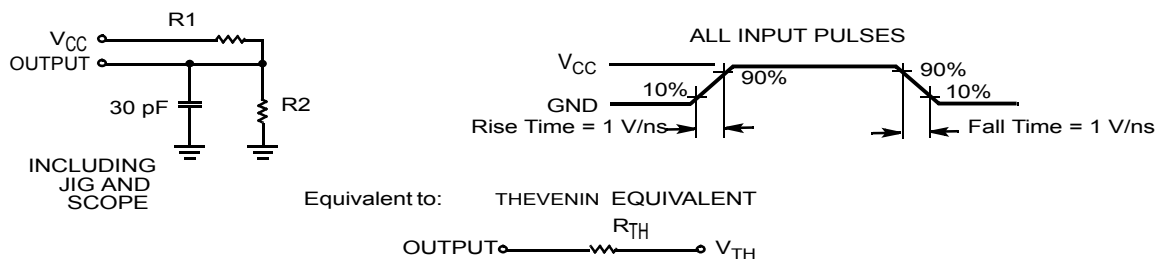 R1
VCC
OUTPUT
30 pF
R2
INCLUDING
JIG AND
SCOPE
ALL INPUT PULSES
VCC
GND
10%
90%
90%
10%
Rise Time = 1 V/ns
Fall Time = 1 V/ns
Equivalent to: THEVENIN EQUIVALENT
RTH
OUTPUT
VTH